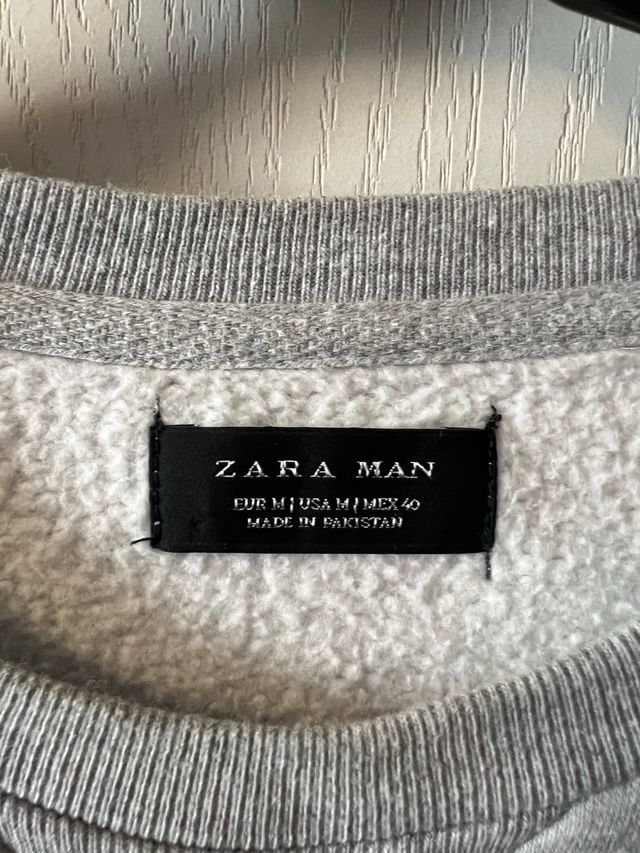 ZARA MAN
EUR M | USA M | MEX 40
MADE IN PAKISTAN